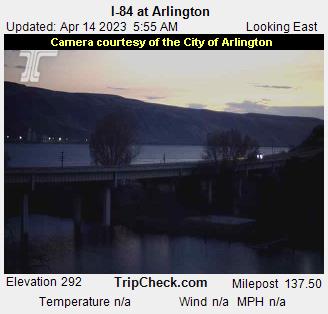 I-84 at Arlington
Updated: Apr 14 2023 5:55 AM Looking East
Camera courtesy of the City of Arlington
Elevation 292 TripCheck.com Milepost 137.50
Temperature n/a Wind n/a MPH n/a